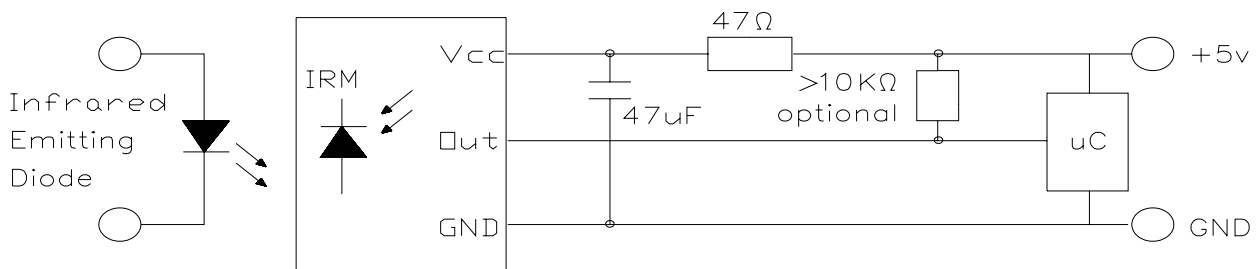 Infrared
Emitting
Diode
IRM
Vcc
Out
GND
47uF
47Ω
>10KΩ
optional
uC
+5v
GND